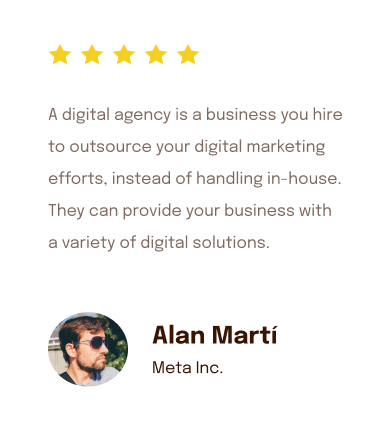 A digital agency is a business you hire
to outsource your digital marketing
efforts, instead of handling in-house.
They can provide your business with
a variety of digital solutions.
Alan Martí
Meta Inc.